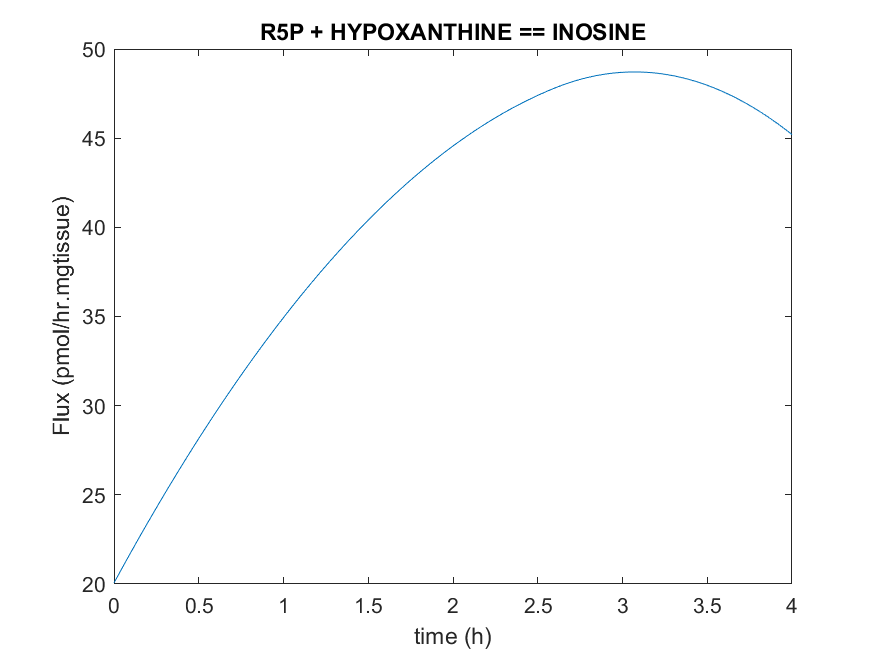 R5P + HYPOXANTHINE == INOSINE
50
45
40
35
30
25
20
Flux (pmol/hr.mgtissue)
0 0.5 1 1.5 2 2.5 3 3.5 4
time (h)